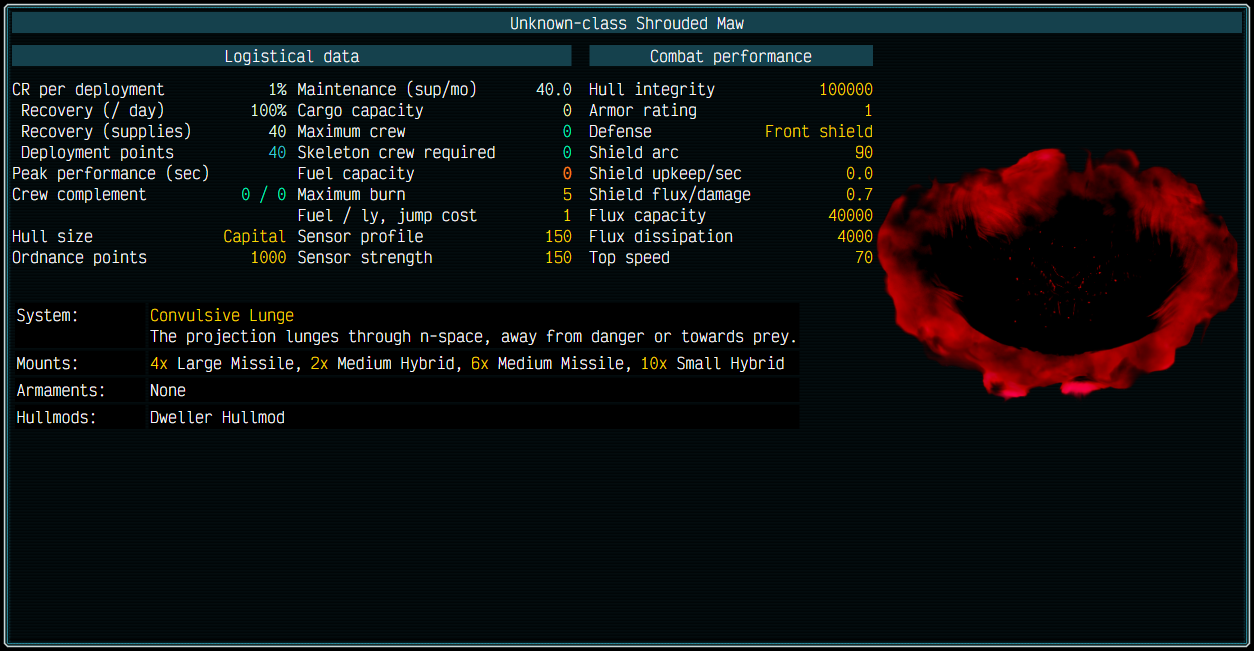 Unknown-class Shrouded Maw
Logistical data
CR per deployment 1%
Recovery (/ day) 100%
Recovery (supplies) 40
Deployment points 40
Peak performance (sec)
Crew complement 0 / 0
Hull size Capital
Ordnance points 1000
Maintenance (sup/mo) 40.0
Cargo capacity 0
Maximum crew 0
Skeleton crew required 0
Fuel capacity 0
Maximum burn 5
Fuel / ly, jump cost 1
Sensor profile 150
Sensor strength 150
Combat performance
Hull integrity 100000
Armor rating 1
Defense Front shield
Shield arc 90
Shield upkeep/sec 0.0
Shield flux/damage 0.7
Flux capacity 40000
Flux dissipation 4000
Top speed 70
System: Convulsive Lunge
The projection lunges through n-space, away from danger or towards prey.
Mounts: 4x Large Missile, 2x Medium Hybrid, 6x Medium Missile, 10x Small Hybrid
Armaments: None
Hullmods: Dweller Hullmod